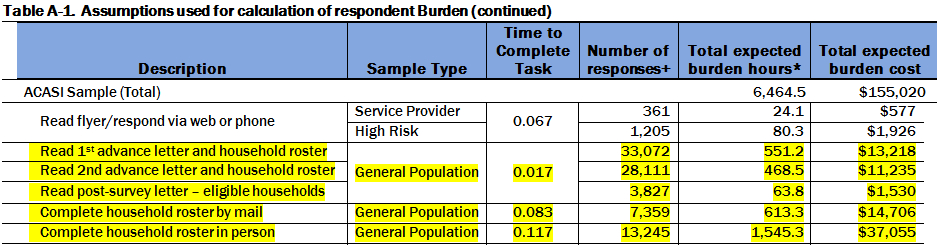 Table A-1. Assumptions used for calculation of respondent Burden (continued)
Description Sample Type Time to Complete Task Number of responses+ Total expected burden hours* Total expected burden cost
ACASI Sample (Total) 6,464.5 $155,020
Read flyer/respond via web or phone Service Provider 0.067 361 24.1 $577
High Risk 1,205 80.3 $1,926
Read 1st advance letter and household roster General Population 0.017 33,072 551.2 $13,218
Read 2nd advance letter and household roster 28,111 468.5 $11,235
Read post-survey letter – eligible households 3,827 63.8 $1,530
Complete household roster by mail General Population 0.083 7,359 613.3 $14,706
Complete household roster in person General Population 0.117 13,245 1,545.3 $37,055